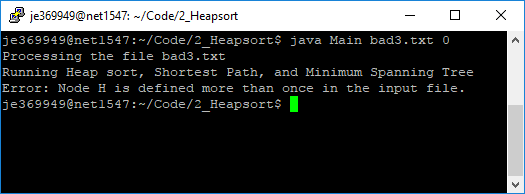 je369949@net1547: ~/Code/2_Heapsort
je369949@net1547:~/Code/2_Heapsort$ java Main bad3.txt 0
Processing the file bad3.txt
Running Heap sort, Shortest Path, and Minimum Spanning Tree
Error: Node H is defined more than once in the input file.
je369949@net1547:~/Code/2_Heapsort$